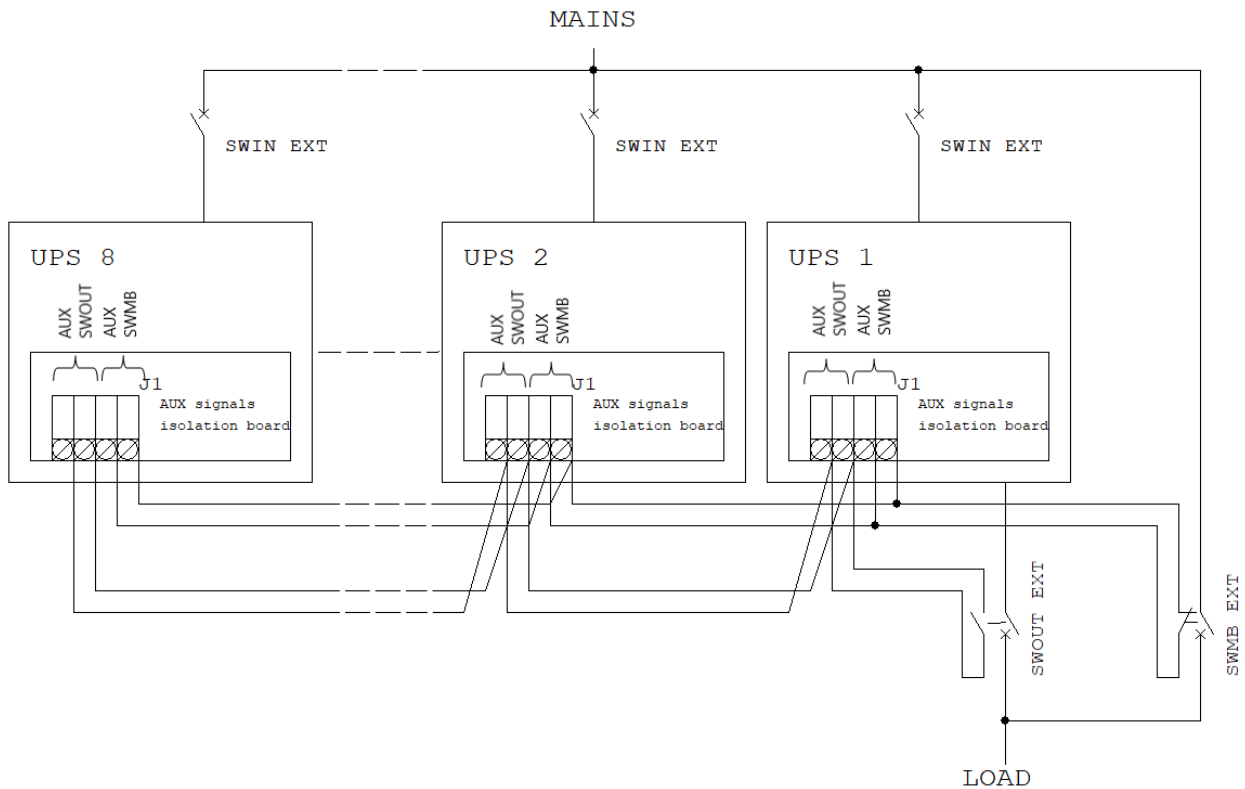 MAINS
SWIN EXT
SWIN EXT
SWIN EXT
UPS 8
UPS 2
UPS 1
AUX
SWOUT
AUX
SWMB
AUX
SWOUT
AUX
SWMB
AUX
SWOUT
AUX
SWMB
J1
AUX signals
isolation board
J1
AUX signals
isolation board
J1
AUX signals
isolation board
SWOUT EXT
SWMB EXT
LOAD